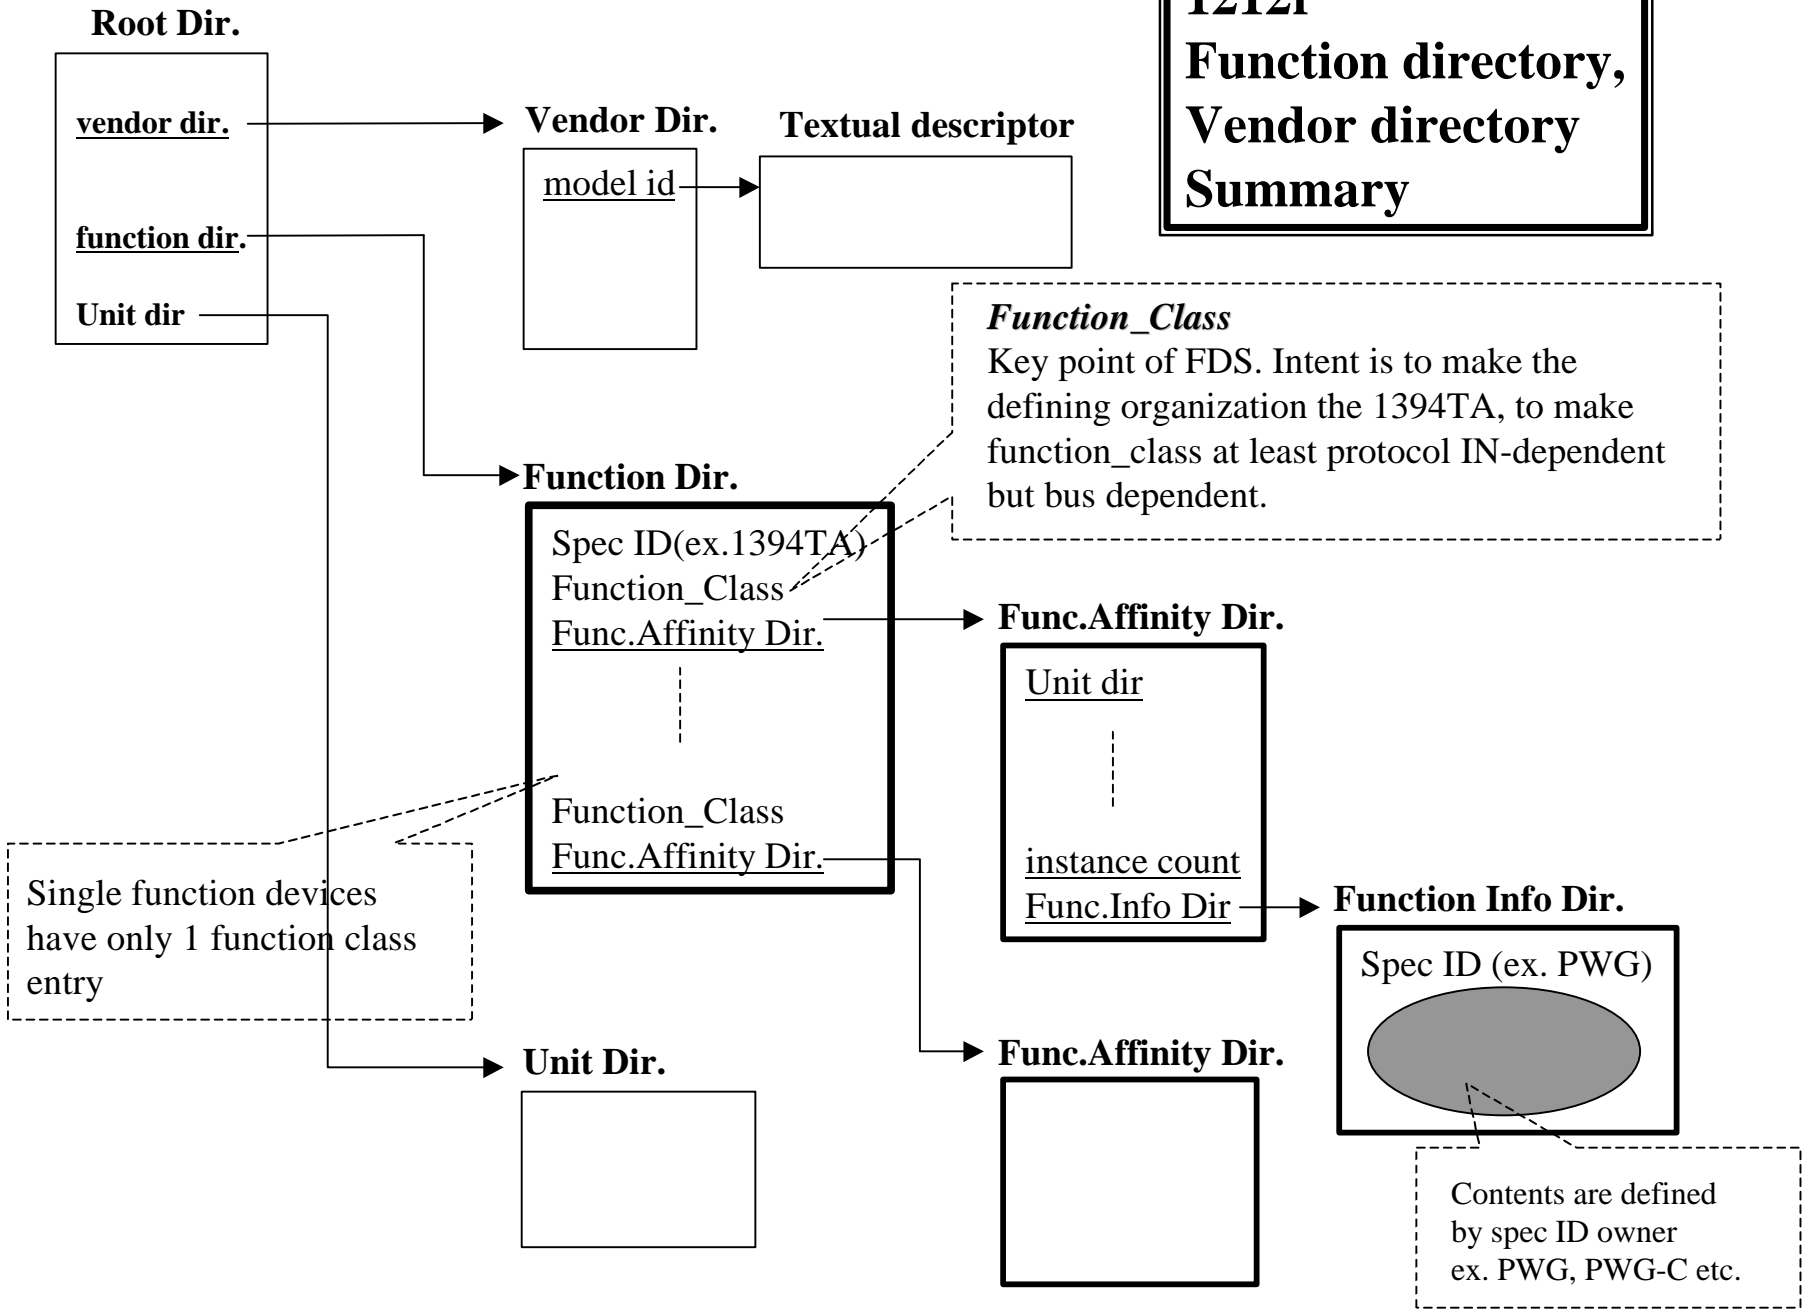 1212r
Function directory,
Vendor directory
Summary
Root Dir.
vendor dir.
function dir.
Unit dir
Vendor Dir.
model id
Textual descriptor
Function_Class
Key point of FDS. Intent is to make the
defining organization the 1394TA, to make
function_class at least protocol IN-dependent
but bus dependent.
Function Dir.
Spec ID(ex.1394TA)
Function_Class
Func.Affinity Dir.
Function_Class
Func.Affinity Dir.
Func.Affinity Dir.
Unit dir
instance count
Func.Info Dir
Function Info Dir.
Spec ID (ex. PWG)
Single function devices
have only 1 function class
entry
Unit Dir.
Func.Affinity Dir.
Contents are defined
by spec ID owner
ex. PWG, PWG-C etc.